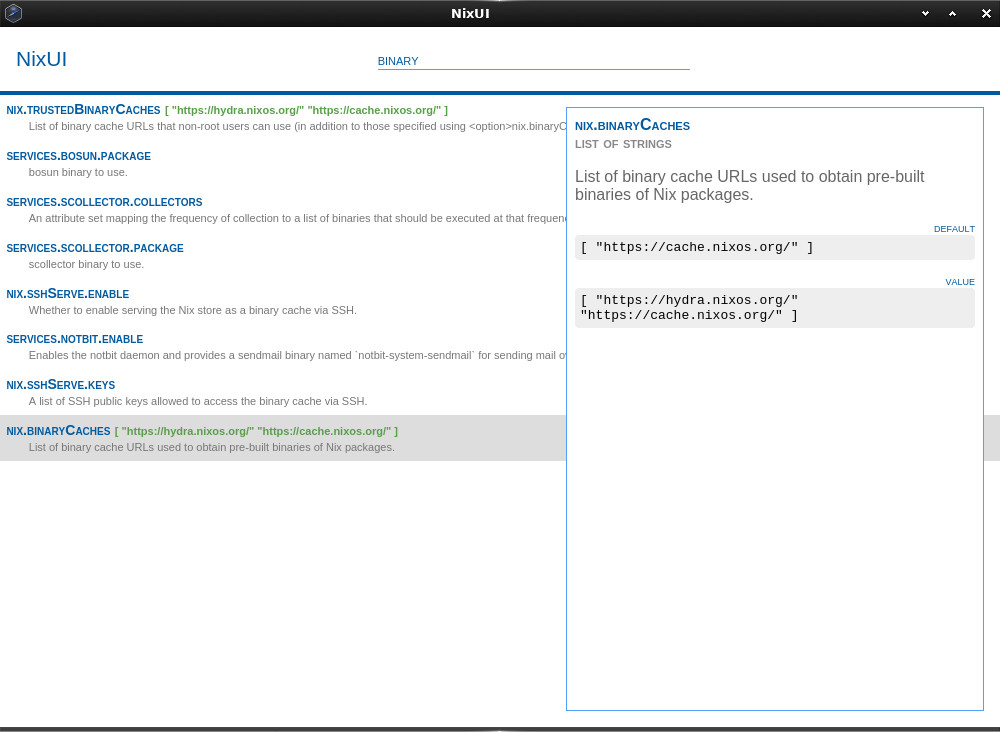 NixUI
NixUI
BINARY
NIX.TRUSTEDBINARYCACHES [ "https://hydra.nixos.org/" "https://cache.nixos.org/" ]
List of binary cache URLs that non-root users can use (in addition to those specified using <option>nix.binaryC
SERVICES.BOSUN.PACKAGE
bosun binary to use.
SERVICES.SCOLLECTOR.COLLECTORS
An attribute set mapping the frequency of collection to a list of binaries that should be executed at that frequen
SERVICES.SCOLLECTOR.PACKAGE
scollector binary to use.
NIX.SSHSERVE.ENABLE
Whether to enable serving the Nix store as a binary cache via SSH.
SERVICES.NOTBIT.ENABLE
Enables the notbit daemon and provides a sendmail binary named `notbit-system-sendmail` for sending mail ov
NIX.SSHSERVE.KEYS
A list of SSH public keys allowed to access the binary cache via SSH.
NIX.BINARYCACHES [ "https://hydra.nixos.org/" "https://cache.nixos.org/" ]
List of binary cache URLs used to obtain pre-built binaries of Nix packages.
NIX.BINARYCACHES
LIST OF STRINGS
List of binary cache URLs used to obtain pre-built
binaries of Nix packages.
DEFAULT
[ "https://cache.nixos.org/" ]
VALUE
[ "https://hydra.nixos.org/"
"https://cache.nixos.org/" ]